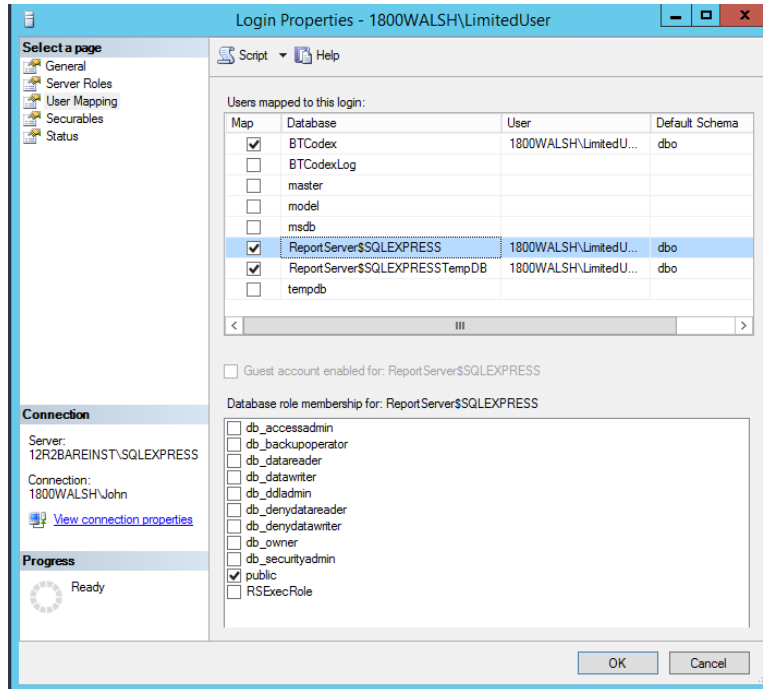 Login Properties - 1800WALSH\LimitedUser
Select a page
General
Server Roles
User Mapping
Securables
Status
Script Help
Users mapped to this login:
Map Database User Default Schema
BTCodex 1800WALSH\LimitedU... dbo
BTCodexLog
master
model
msdb
ReportServer$SQLEXPRESS 1800WALSH\LimitedU... dbo
ReportServer$SQLEXPRESSTempDB 1800WALSH\LimitedU... dbo
tempdb
Guest account enabled for: ReportServer$SQLEXPRESS
Database role membership for: ReportServer$SQLEXPRESS
db_accessadmin
db_backupoperator
db_datareader
db_datawriter
db_ddladmin
db_denydatareader
db_denydatawriter
db_owner
db_securityadmin
public
RSExecRole
Connection
Server:
12R2BAREINST\SQLEXPRESS
Connection:
1800WALSH\John
View connection properties
Progress
Ready
OK Cancel